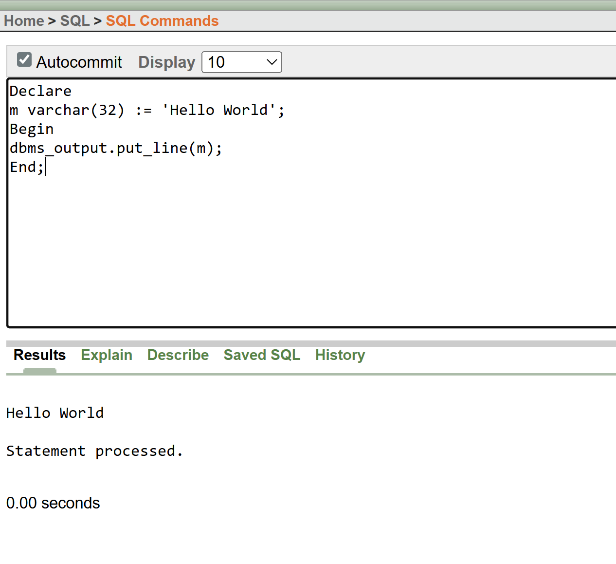 Home > SQL > SQL Commands
Autocommit Display 10
Declare
m varchar(32) := 'Hello World';
Begin
dbms_output.put_line(m);
End;
Results Explain Describe Saved SQL History
Hello World
Statement processed.
0.00 seconds